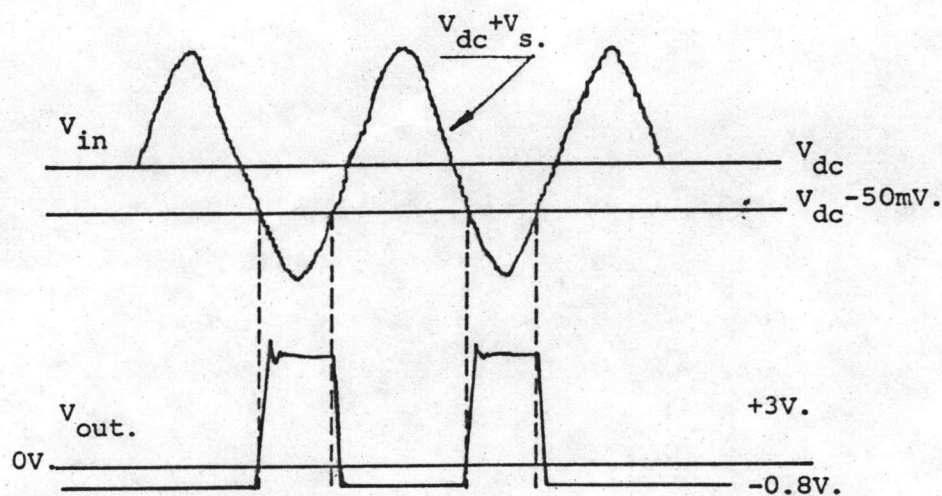 V_dc+V_s.
V_in
V_dc
V_dc-50mV.
+3V.
V_out.
0V.
-0.8V.